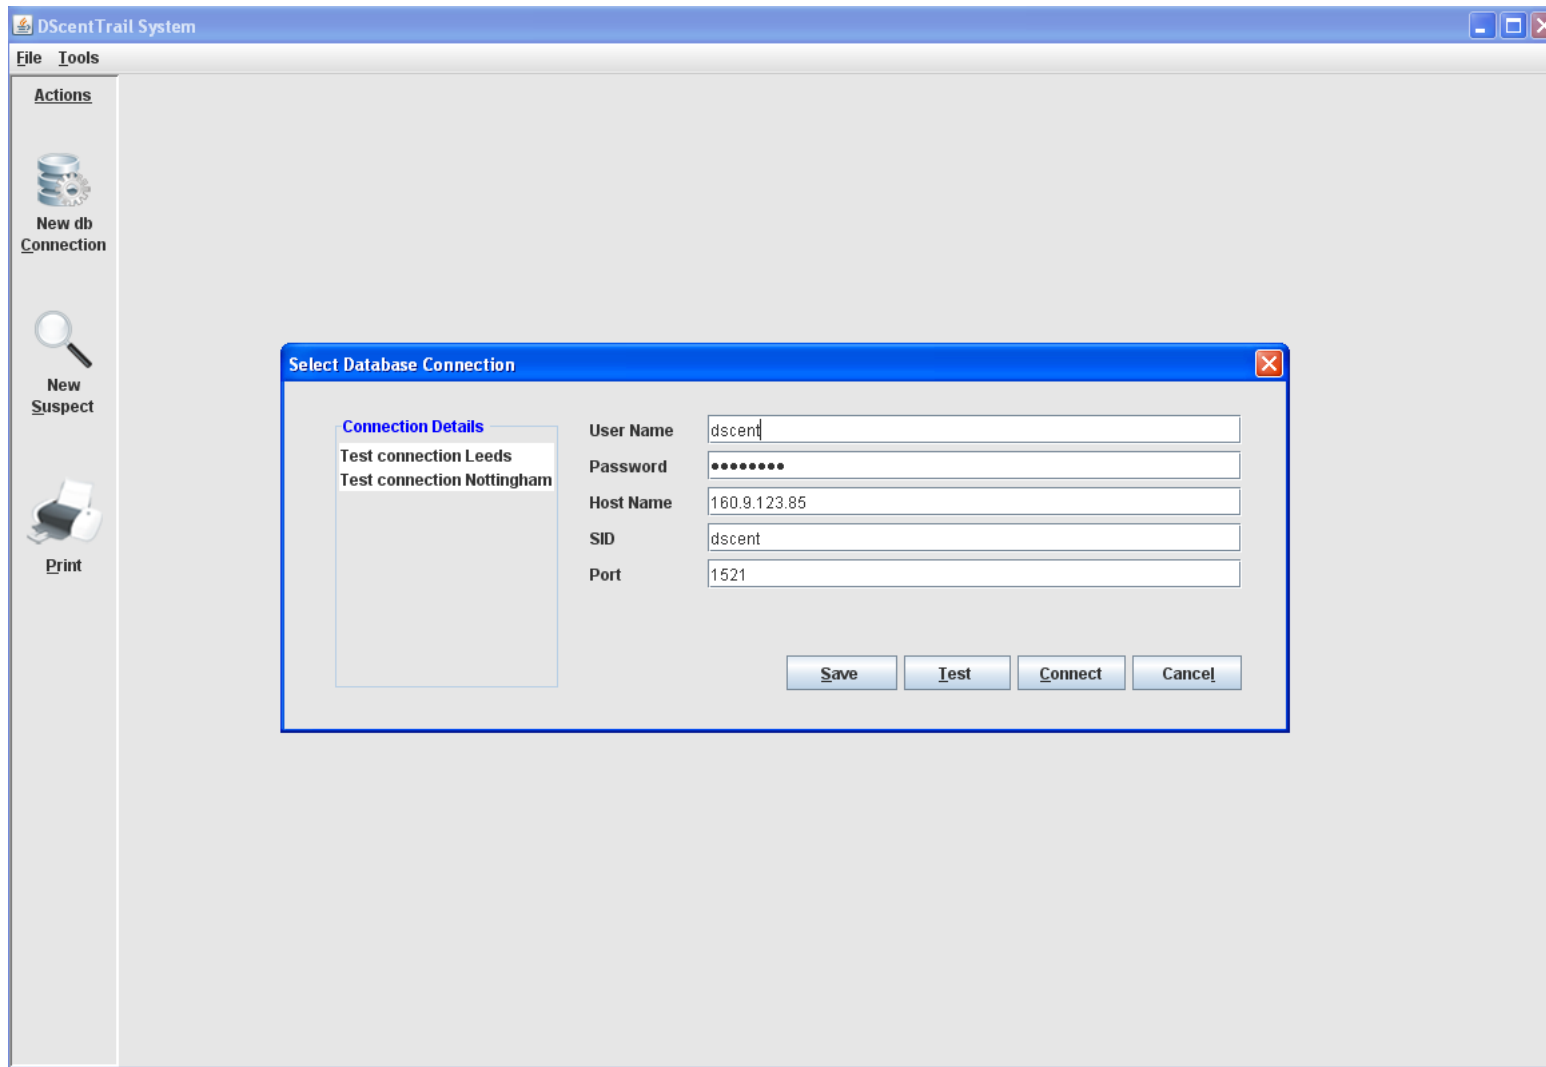 DScentTrail System
File Tools
Actions
New db
Connection
New
Suspect
Print
Select Database Connection
Connection Details
Test connection Leeds
Test connection Nottingham
User Name dscent
Password ••••••••
Host Name 160.9.123.85
SID dscent
Port 1521
Save Test Connect Cancel